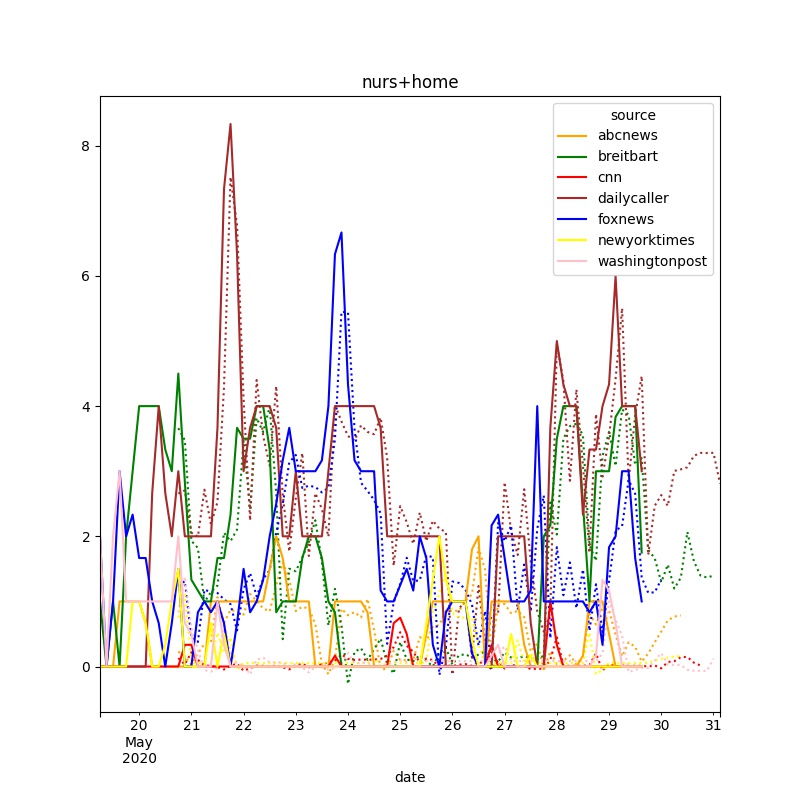 nurs+home
source
abcnews
breitbart
cnn
dailycaller
foxnews
newyorktimes
washingtonpost
8
6
4
2
0
20 21 22 23 24 25 26 27 28 29 30 31
May
2020
date